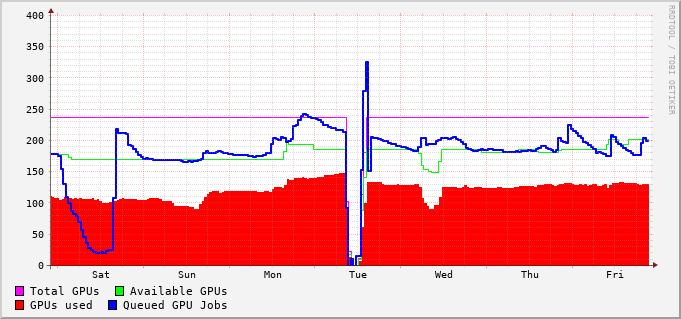 400
350
300
250
200
150
100
50
0
Sat Sun Mon Tue Wed Thu Fri
Total GPUs Available GPUs
GPUs used Queued GPU Jobs
RRDTOOL / TOBI OETIKER